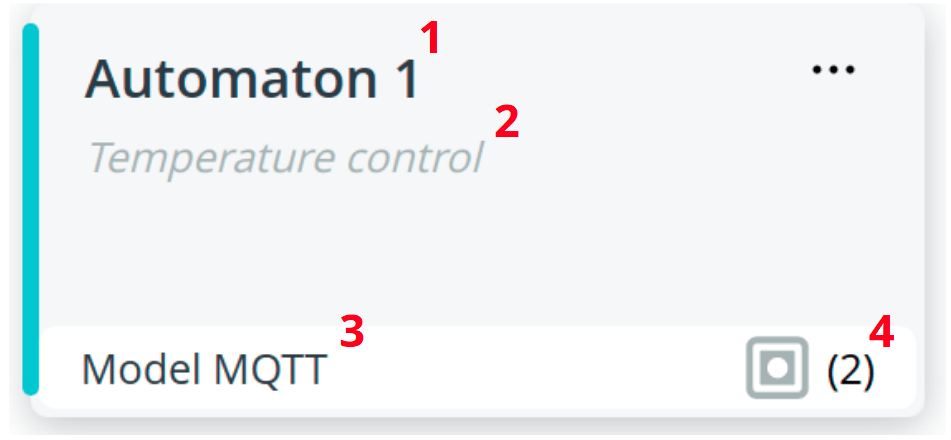 Automaton 1 1
Temperature control 2
Model MQTT 3
(2) 4